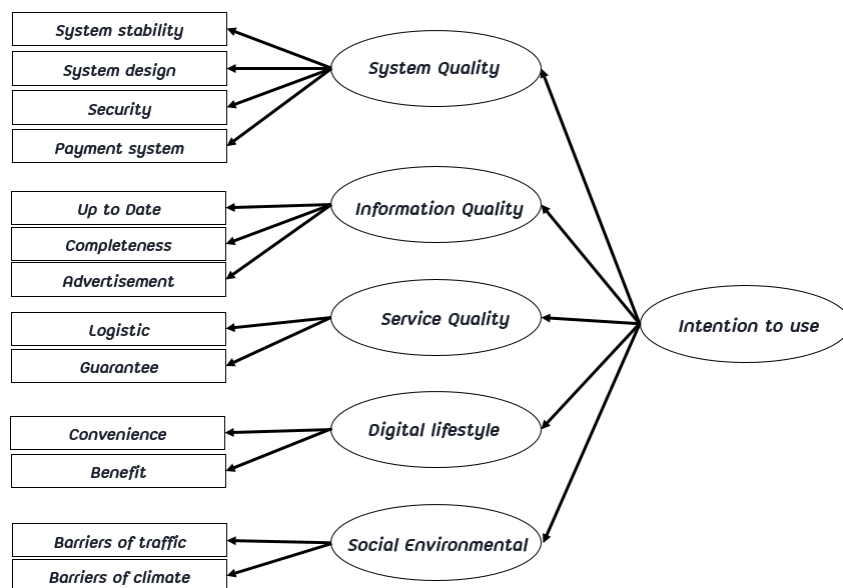 System stability
System design
Security
Payment system
System Quality
Up to Date
Completeness
Advertisement
Information Quality
Logistic
Guarantee
Service Quality
Convenience
Benefit
Digital lifestyle
Barriers of traffic
Barriers of climate
Social Environmental
Intention to use